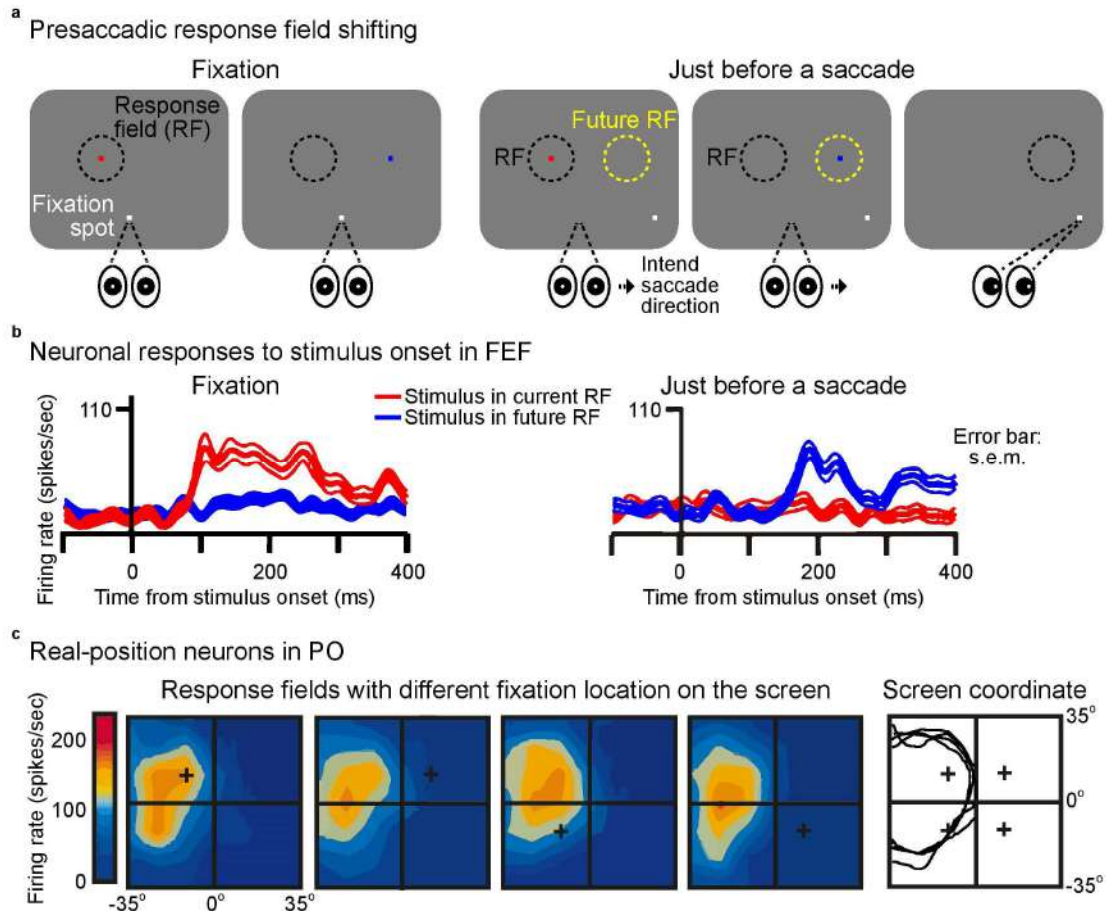 a
Presaccadic response field shifting
Fixation
Just before a saccade
Response
field (RF)
Fixation
spot
RF
Future RF
RF
Intend
saccade
direction
b
Neuronal responses to stimulus onset in FEF
Fixation
Stimulus in current RF
Stimulus in future RF
Just before a saccade
Error bar:
s.e.m.
Firing rate (spikes/sec)
110
0 200 400
Time from stimulus onset (ms)
110
0 200 400
Time from stimulus onset (ms)
c
Real-position neurons in PO
Response fields with different fixation location on the screen
Screen coordinate
Firing rate (spikes/sec)
200
100
0
-35° 0° 35°
35°
0°
-35°